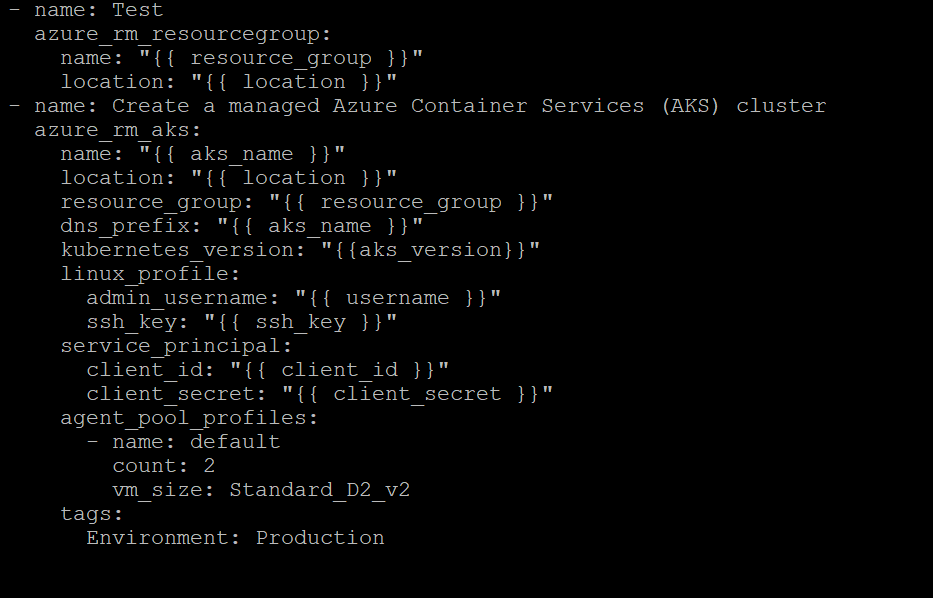 - name: Test
  azure_rm_resourcegroup:
    name: "{{ resource_group }}"
    location: "{{ location }}"
- name: Create a managed Azure Container Services (AKS) cluster
  azure_rm_aks:
    name: "{{ aks_name }}"
    location: "{{ location }}"
    resource_group: "{{ resource_group }}"
    dns_prefix: "{{ aks_name }}"
    kubernetes_version: "{{aks_version}}"
    linux_profile:
      admin_username: "{{ username }}"
      ssh_key: "{{ ssh_key }}"
    service_principal:
      client_id: "{{ client_id }}"
      client_secret: "{{ client_secret }}"
    agent_pool_profiles:
      - name: default
        count: 2
        vm_size: Standard_D2_v2
    tags:
      Environment: Production